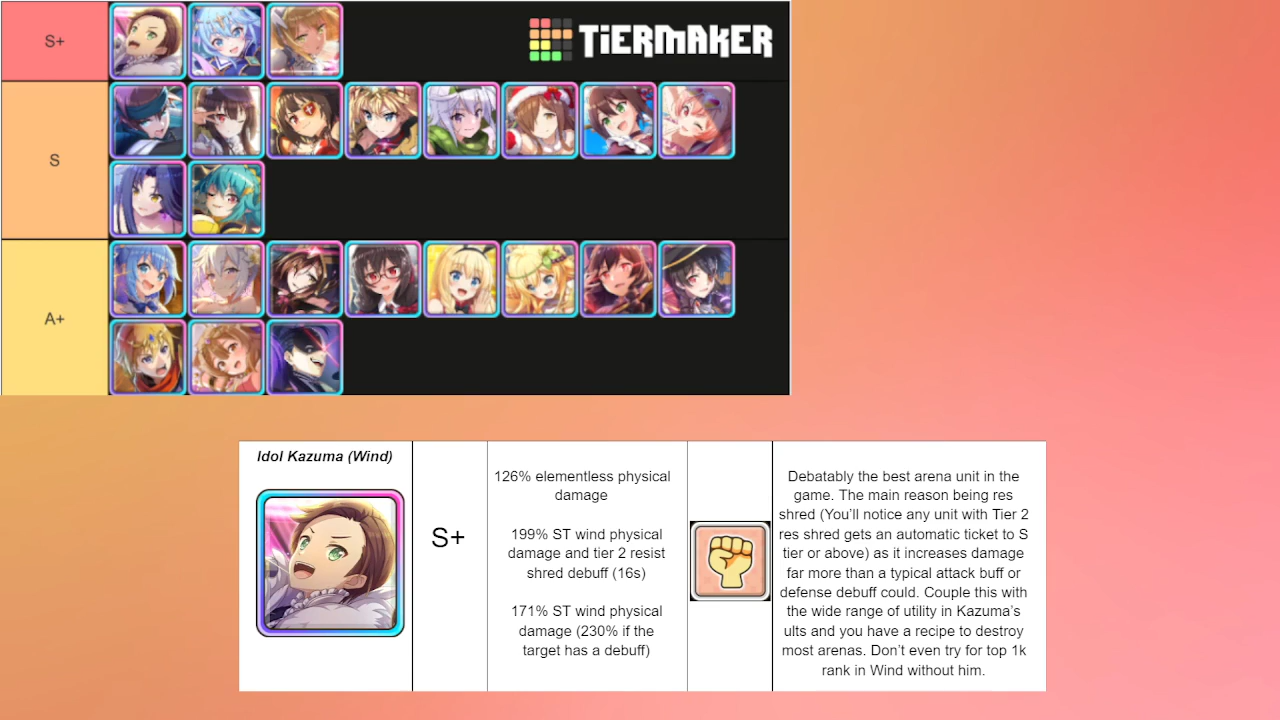 S+
TiERMAKER
S
A+
Idol Kazuma (Wind)
S+
126% elementless physical
damage
199% ST wind physical
damage and tier 2 resist
shred debuff (16s)
171% ST wind physical
damage (230% if the
target has a debuff)
Debatably the best arena unit in the
game. The main reason being res
shred (You’ll notice any unit with Tier 2
res shred gets an automatic ticket to S
tier or above) as it increases damage
far more than a typical attack buff or
defense debuff could. Couple this with
the wide range of utility in Kazuma’s
ults and you have a recipe to destroy
most arenas. Don’t even try for top 1k
rank in Wind without him.